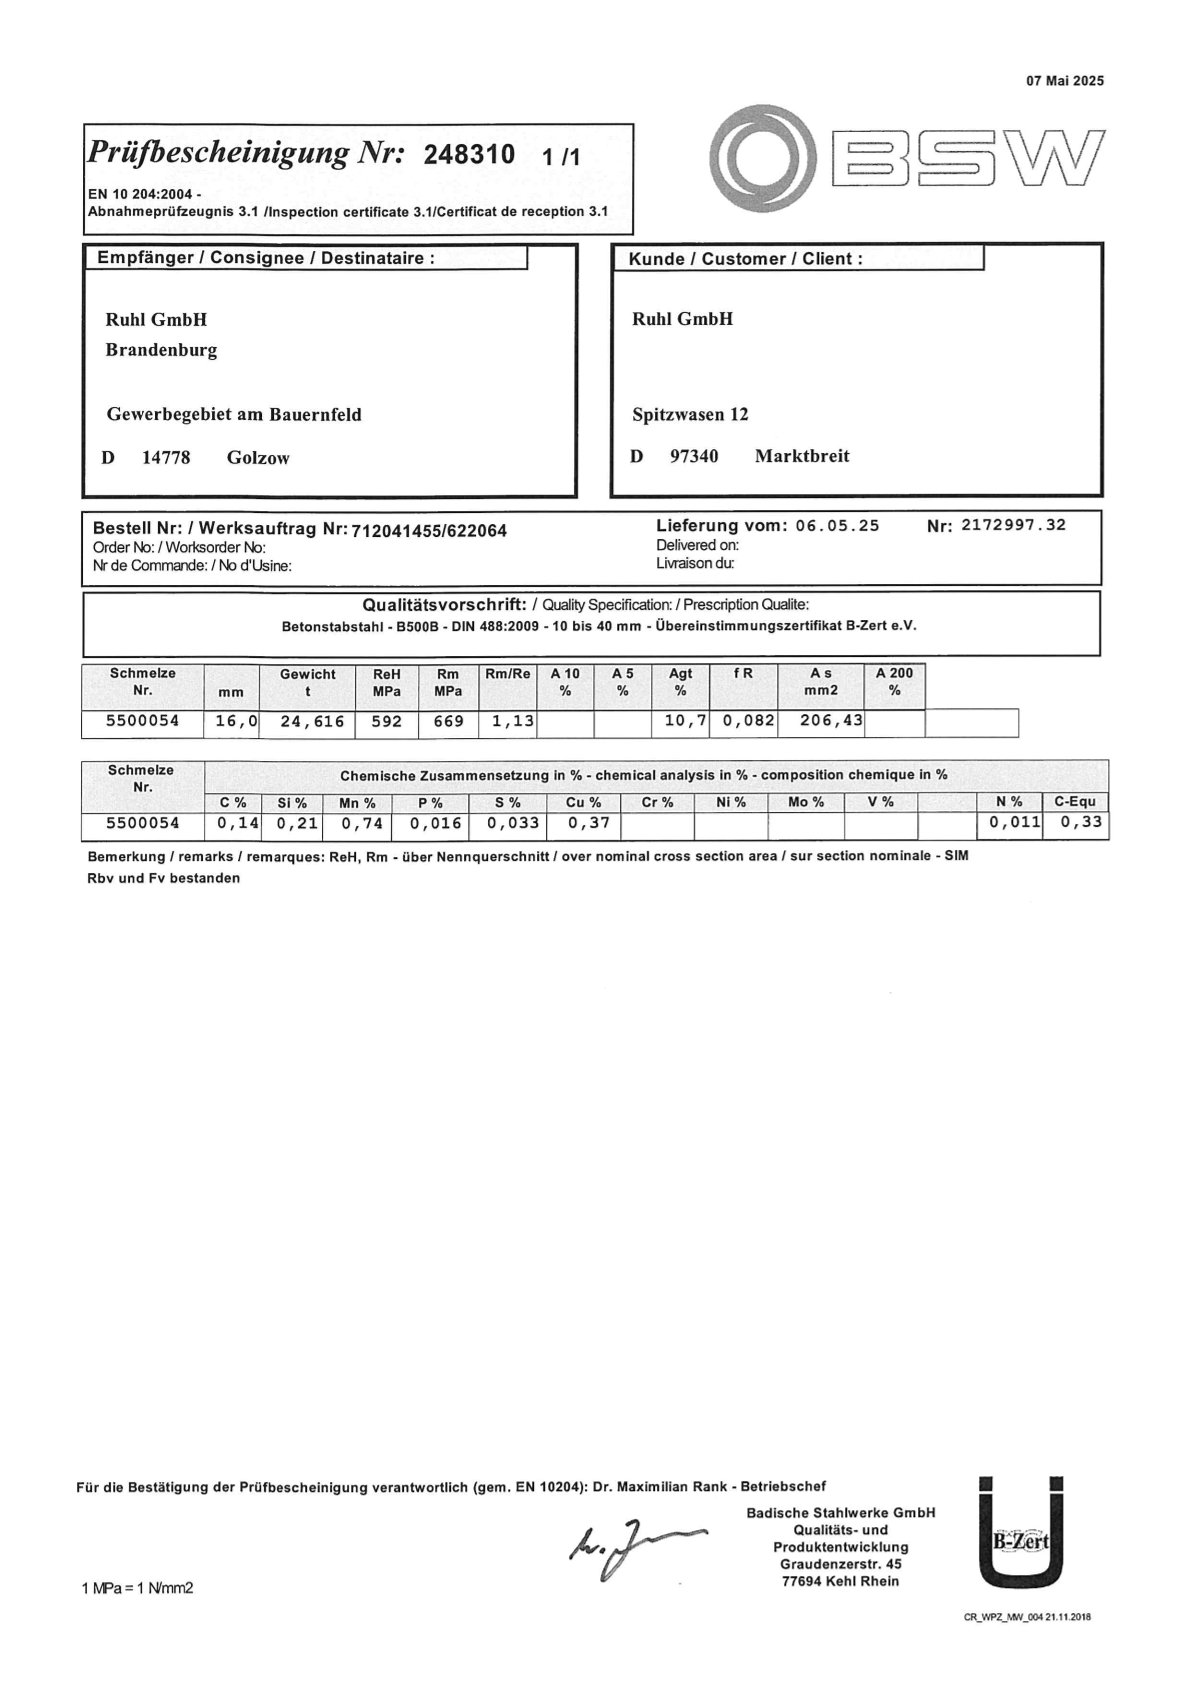 07 Mai 2025
BSW
Prüfbescheinigung Nr: 248310 1 /1
EN 10 204:2004 -
Abnahmeprüfzeugnis 3.1 /Inspection certificate 3.1/Certificat de reception 3.1
Empfänger / Consignee / Destinataire :
Ruhl GmbH
Brandenburg
Gewerbegebiet am Bauernfeld
D 14778 Golzow
Kunde / Customer / Client :
Ruhl GmbH
Spitzwasen 12
D 97340 Marktbreit
Bestell Nr: / Werksauftrag Nr: 712041455/622064
Order No: / Worksorder No:
Nr de Commande: / No d'Usine:
Lieferung vom: 06.05.25 Nr: 2172997.32
Delivered on:
Livraison du:
Qualitätsvorschrift: / Quality Specification: / Prescription Qualite:
Betonstabstahl - B500B - DIN 488:2009 - 10 bis 40 mm - Übereinstimmungszertifikat B-Zert e.V.
Schmelze Gewicht ReH Rm Rm/Re A 10 A 5 Agt f R A s A 200
Nr. mm t MPa MPa % % % mm2 %
5500054 16,0 24,616 592 669 1,13 10,7 0,082 206,43
Schmelze
Nr.
Chemische Zusammensetzung in % - chemical analysis in % - composition chemique in %
C % Si % Mn % P % S % Cu % Cr % Ni % Mo % V % N % C-Equ
5500054 0,14 0,21 0,74 0,016 0,033 0,37 0,011 0,33
Bemerkung / remarks / remarques: ReH, Rm - über Nennquerschnitt / over nominal cross section area / sur section nominale - SIM
Rbv und Fv bestanden
Für die Bestätigung der Prüfbescheinigung verantwortlich (gem. EN 10204): Dr. Maximilian Rank - Betriebschef
Badische Stahlwerke GmbH
Qualitäts- und
Produktentwicklung
Graudenzerstr. 45
77694 Kehl Rhein
B-Zert
1 MPa = 1 N/mm2
CR_WPZ_MW_004 21.11.2018